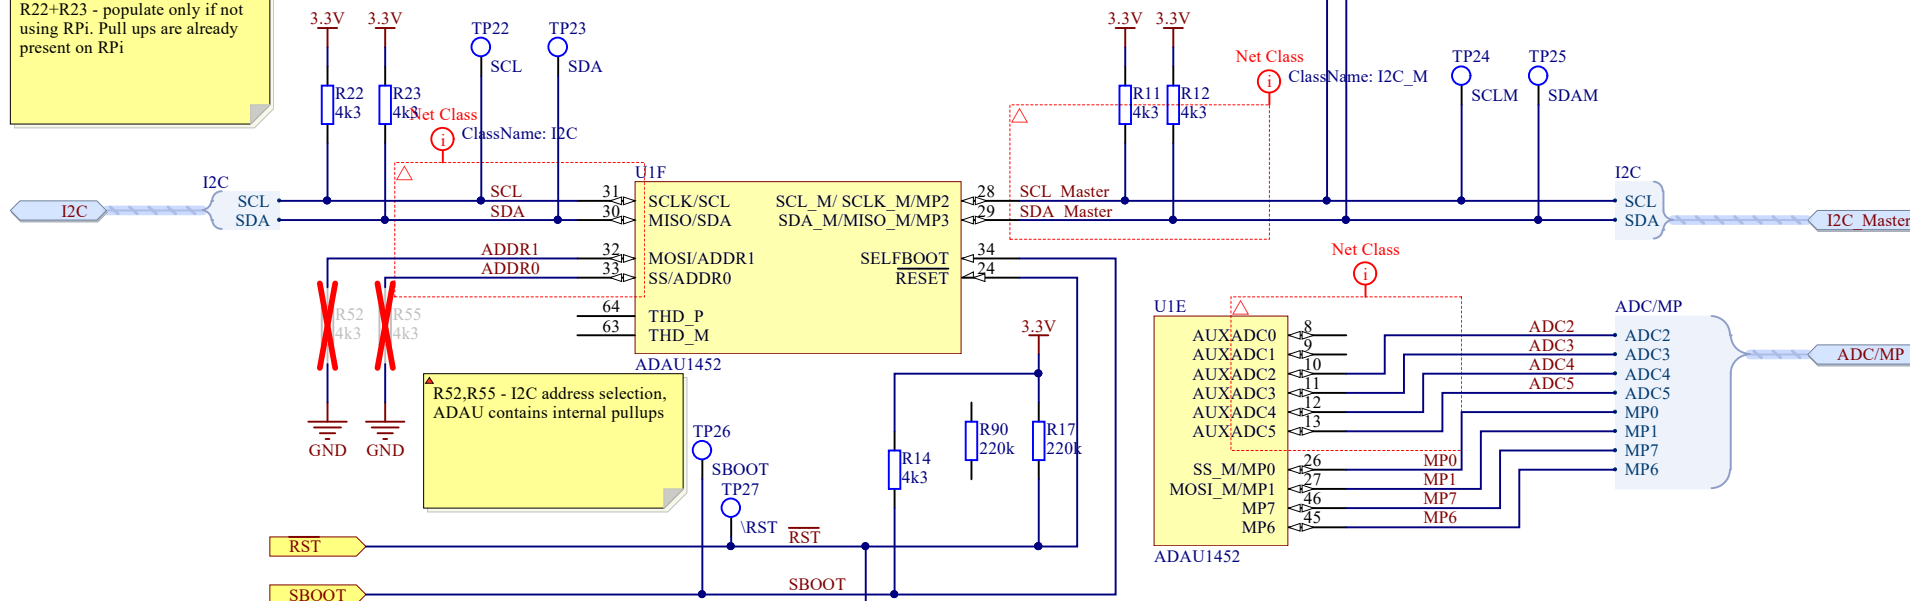 R22+R23 - populate only if not
using RPi. Pull ups are already
present on RPi
3.3V
3.3V
TP22
SCL
TP23
SDA
R22
4k3
R23
4k3
Net Class
ClassName: I2C
I2C
I2C
SCL
SDA
SCL
SDA
ADDR1
ADDR0
31
30
32
33
64
63
U1F
SCLK/SCL
MISO/SDA
MOSI/ADDR1
SS/ADDR0
THD_P
THD_M
SCL_M/ SCLK_M/MP2
SDA_M/MISO_M/MP3
SELFBOOT
RESET
ADAU1452
28
29
34
24
SCL_Master
SDA_Master
3.3V
3.3V
R11
4k3
R12
4k3
Net Class
ClassName: I2C_M
TP24
SCLM
TP25
SDAM
I2C
SCL
SDA
I2C_Master
R52
4k3
R55
4k3
GND
GND
R52,R55 - I2C address selection,
ADAU contains internal pullups
TP26
SBOOT
TP27
\RST
RST
RST
SBOOT
SBOOT
3.3V
R14
4k3
R90
220k
R17
220k
Net Class
U1E
AUXADC0
AUXADC1
AUXADC2
AUXADC3
AUXADC4
AUXADC5
SS_M/MP0
MOSI_M/MP1
MP7
MP6
ADAU1452
8
9
10
11
12
13
26
27
46
45
ADC2
ADC3
ADC4
ADC5
MP0
MP1
MP7
MP6
ADC/MP
ADC2
ADC3
ADC4
ADC5
MP0
MP1
MP7
MP6
ADC/MP